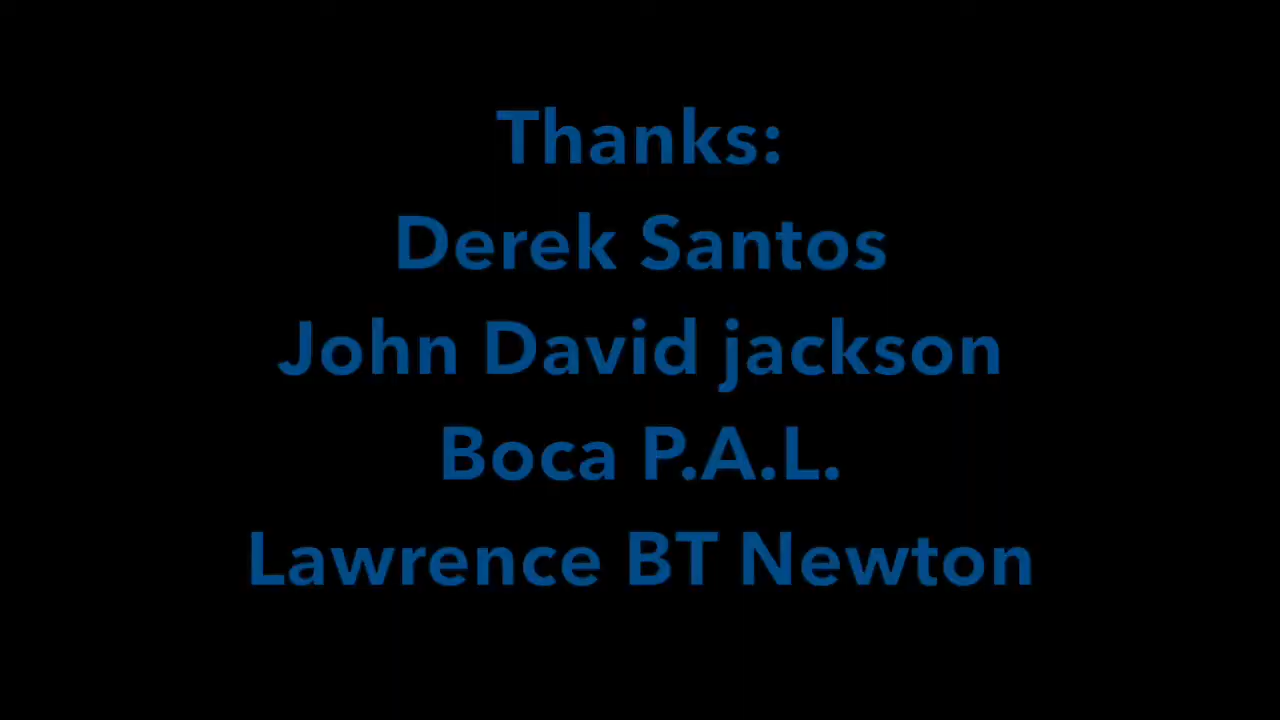 Thanks:
Derek Santos
John David jackson
Boca P.A.L.
Lawrence BT Newton